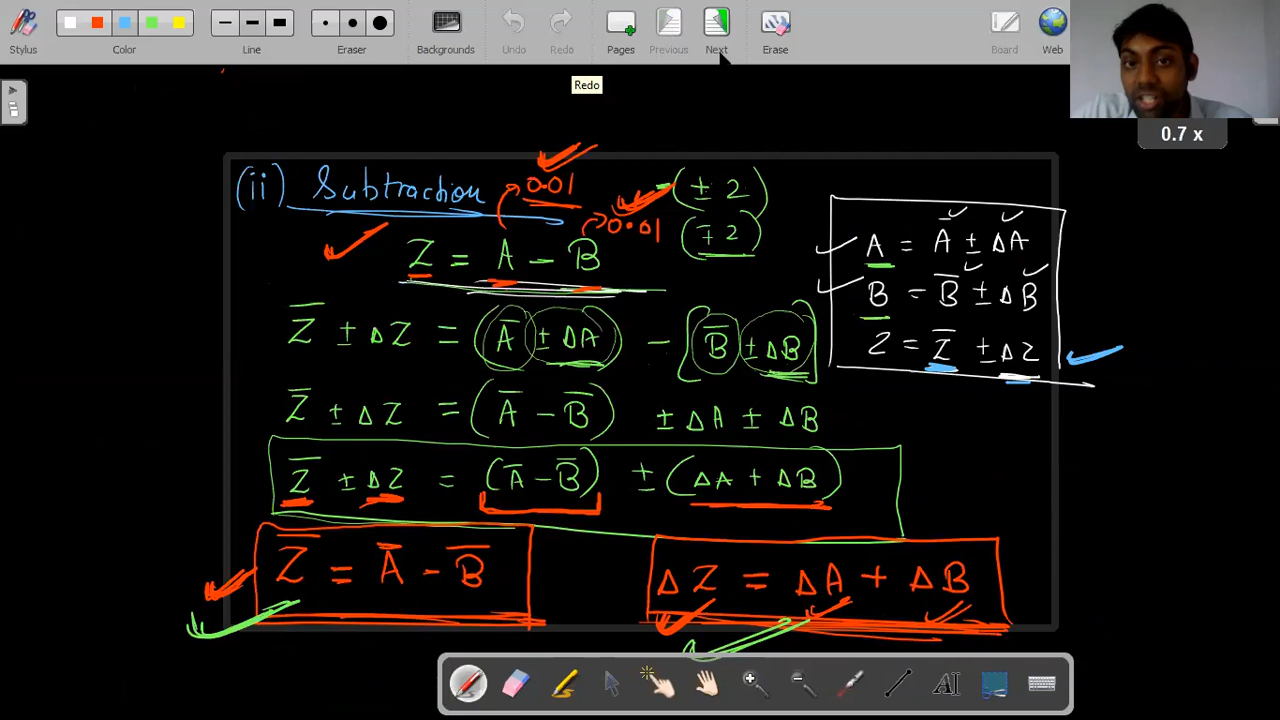 Stylus
Color
Line
Eraser
Backgrounds
Undo
Redo
Pages
Previous
Next
Erase
Board
Web
Redo
0.7 x
(ii) Subtraction
0.01
0.01
(± 2)
(∓ 2)
Z = A - B
A = A̅ ± ΔA
B = B̅ ± ΔB
Z = Z̅ ± ΔZ
Z̅ ± ΔZ = (A̅ ± ΔA) - [B̅ ± ΔB]
Z̅ ± ΔZ = (A̅ - B̅) ± ΔA ± ΔB
Z̅ ± ΔZ = (A̅ - B̅) ± (ΔA + ΔB)
Z̅ = A̅ - B̅
ΔZ = ΔA + ΔB